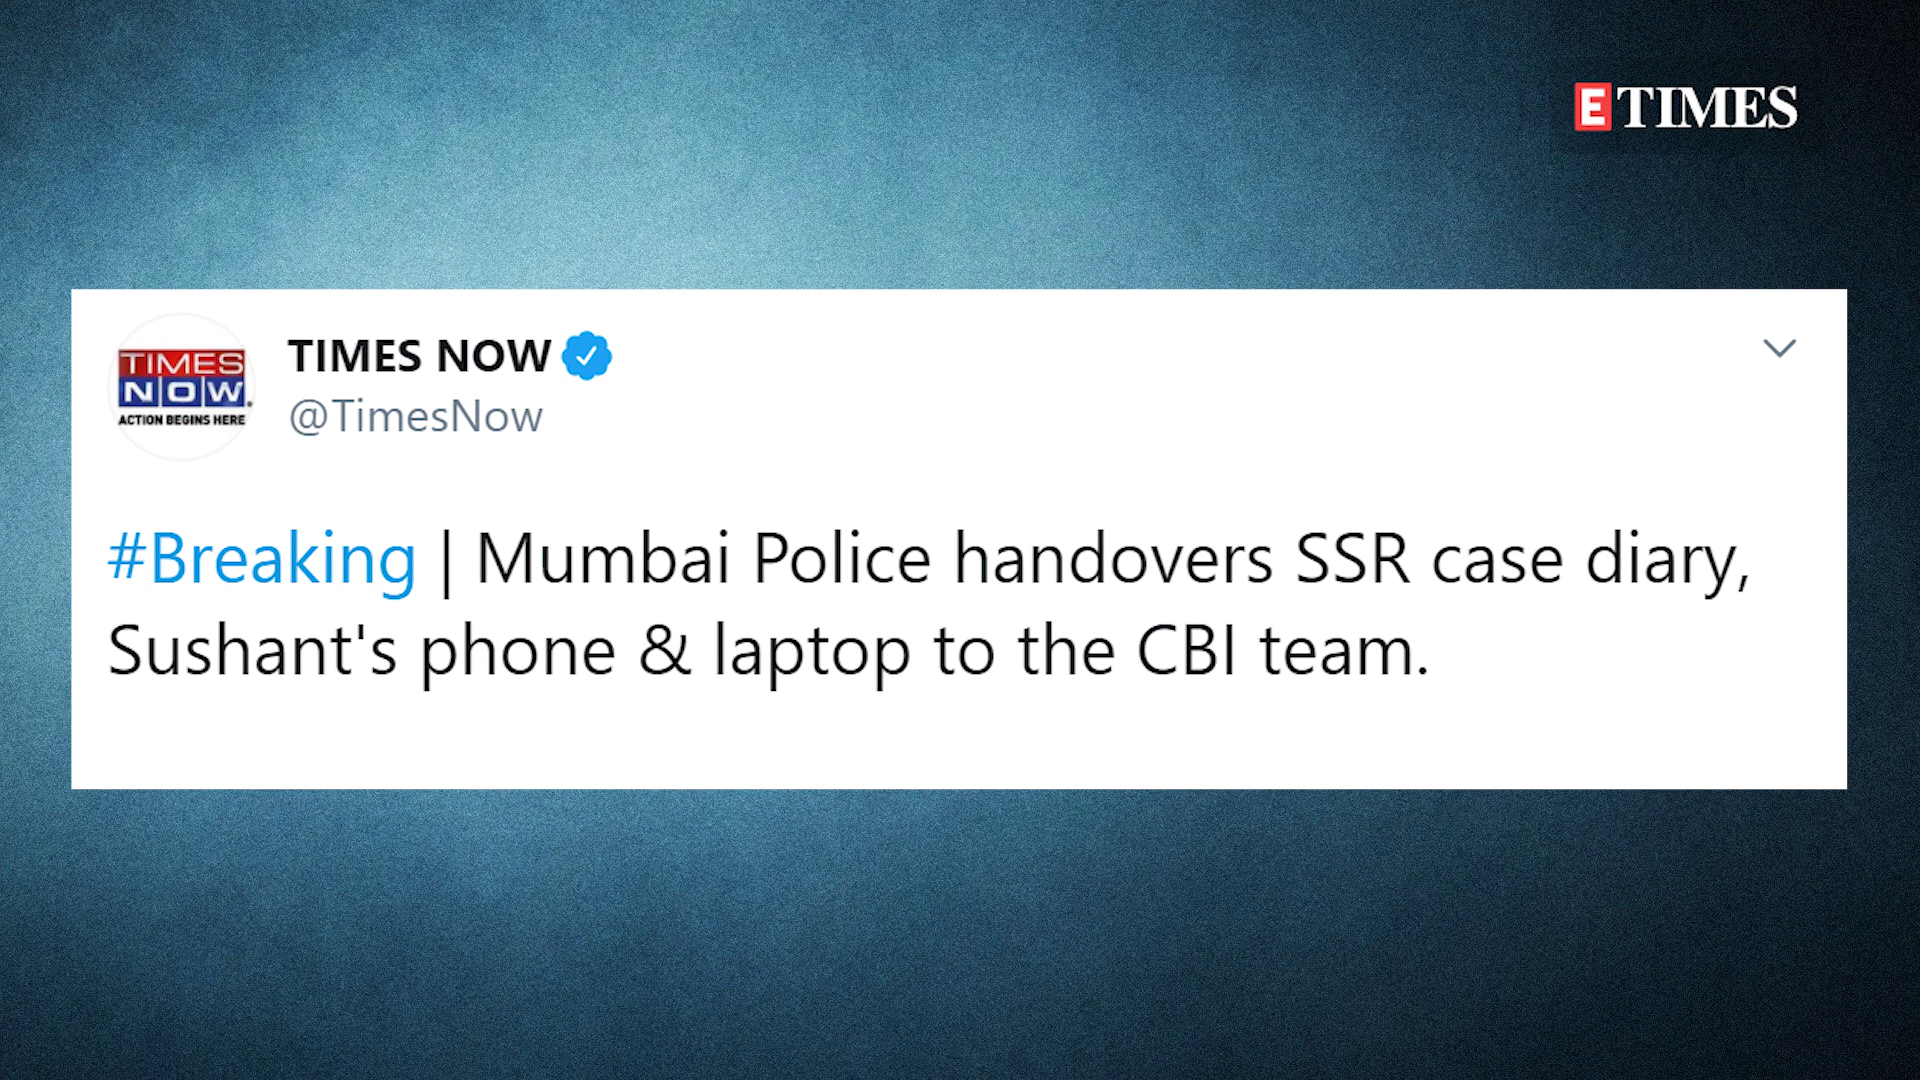 E TIMES
TIMES NOW
@TimesNow
TIMES
NOW.
ACTION BEGINS HERE
#Breaking | Mumbai Police handovers SSR case diary,
Sushant's phone & laptop to the CBI team.